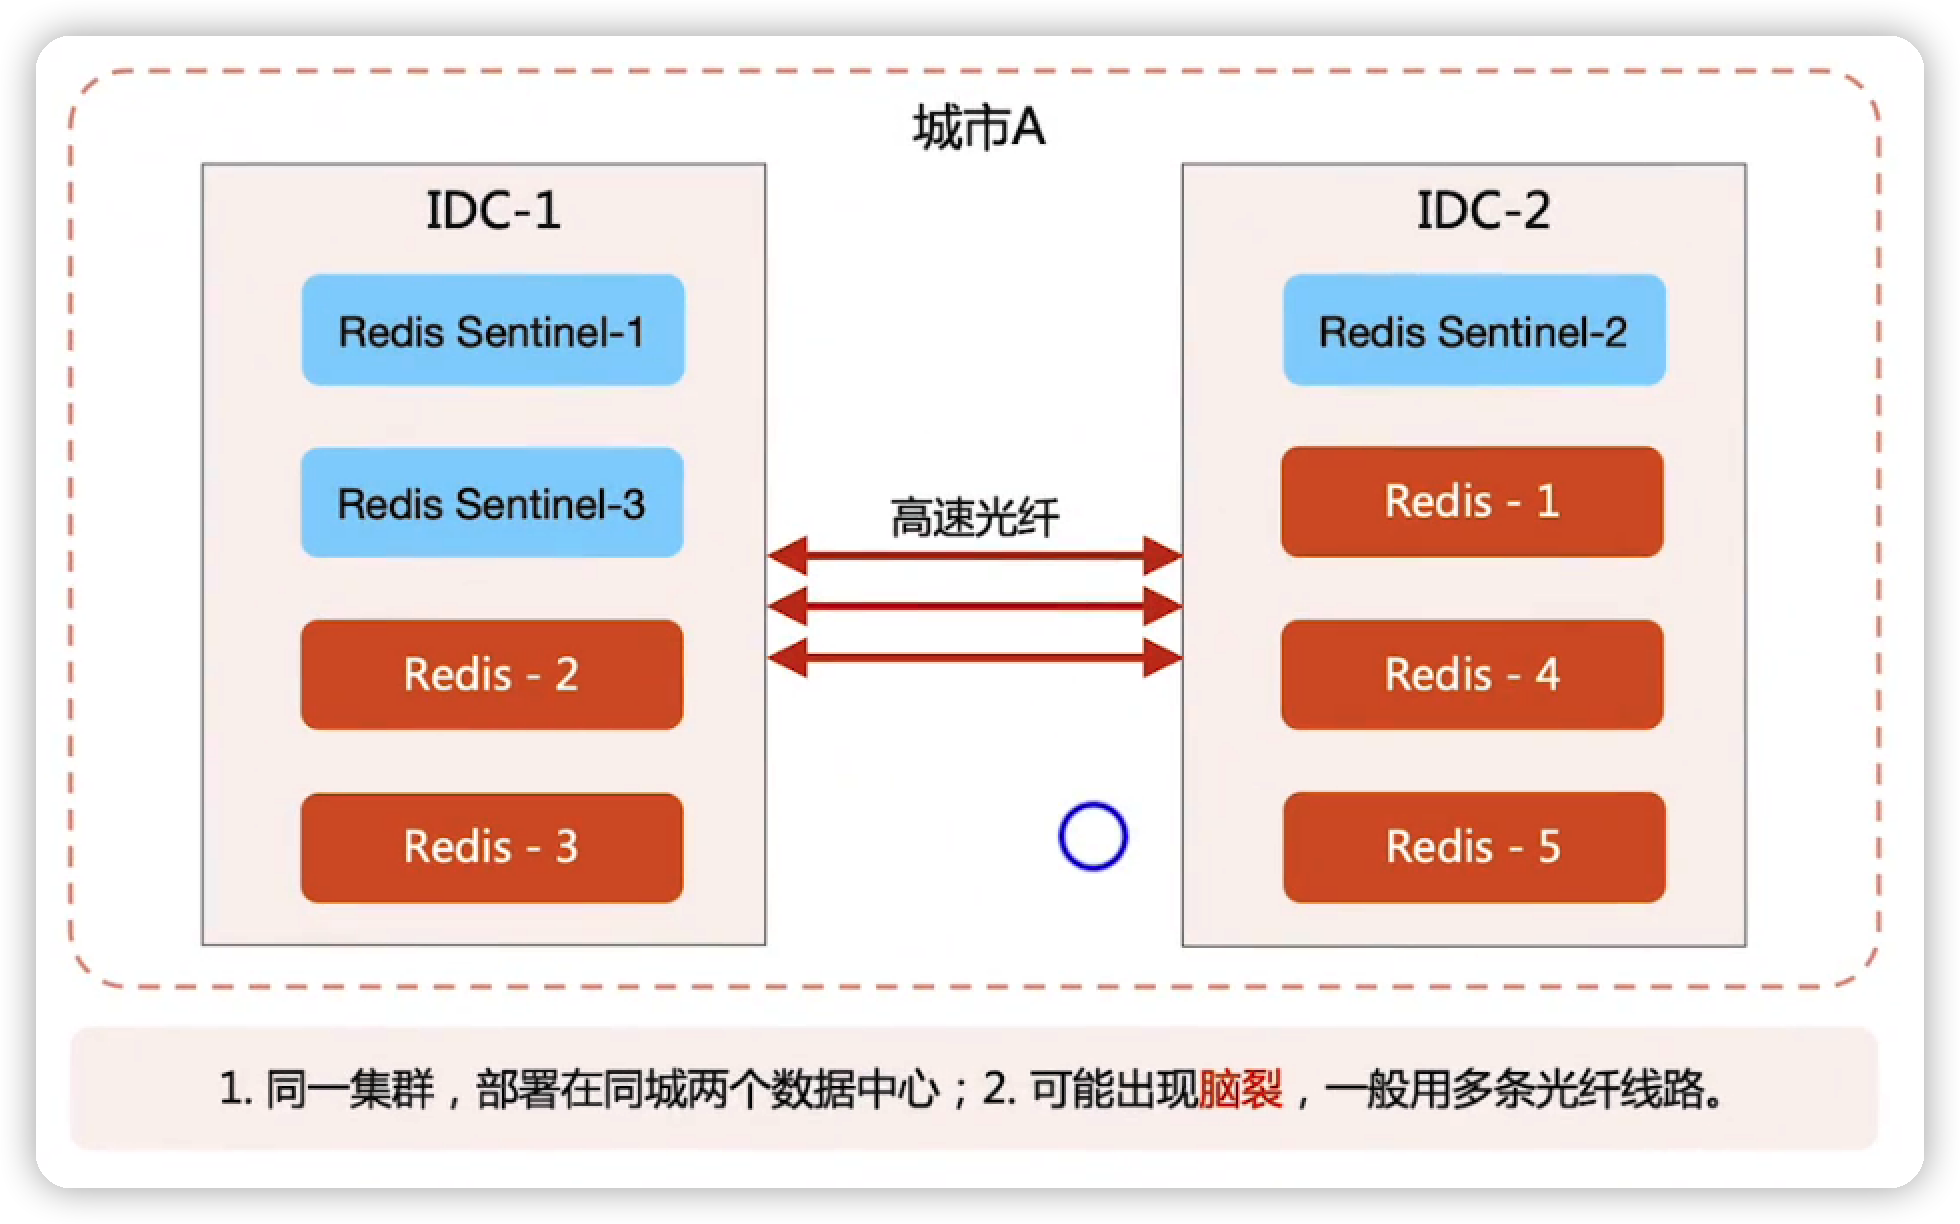 城市A
IDC-1
Redis Sentinel-1
Redis Sentinel-3
Redis - 2
Redis - 3
高速光纤
IDC-2
Redis Sentinel-2
Redis - 1
Redis - 4
Redis - 5
1. 同一集群，部署在同城两个数据中心；2. 可能出现脑裂，一般用多条光纤线路。